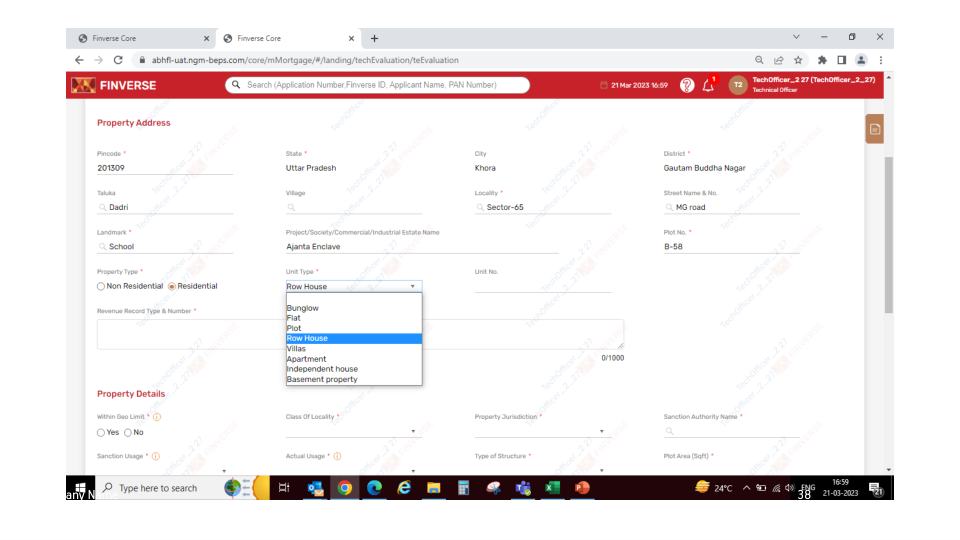 Finverse Core
Finverse Core
abhfl-uat.ngm-beps.com/core/mMortgage/#/landing/techEvaluation/teEvaluation
FINVERSE
Search (Application Number,Finverse ID, Applicant Name, PAN Number)
21 Mar 2023 16:59
1
T2
TechOfficer_2 27 (TechOfficer_2_27)
Technical Officer
Property Address
Pincode * State * City District *
201309 Uttar Pradesh Khora Gautam Buddha Nagar
Taluka Village Locality * Street Name & No.
Dadri Sector-65 MG road
Landmark * Project/Society/Commercial/Industrial Estate Name Plot No. *
School Ajanta Enclave B-58
Property Type * Unit Type * Unit No.
Non Residential Residential Row House
Revenue Record Type & Number *
Bunglow
Flat
Plot
Row House
Villas
Apartment
Independent house
Basement property
0/1000
Property Details
Within Geo Limit * Class Of Locality * Property Jurisdiction * Sanction Authority Name *
Yes No
Sanction Usage * Actual Usage * Type of Structure * Plot Area (Sqft) *
Type here to search
24°C
ENG
16:59
21-03-2023
21
38